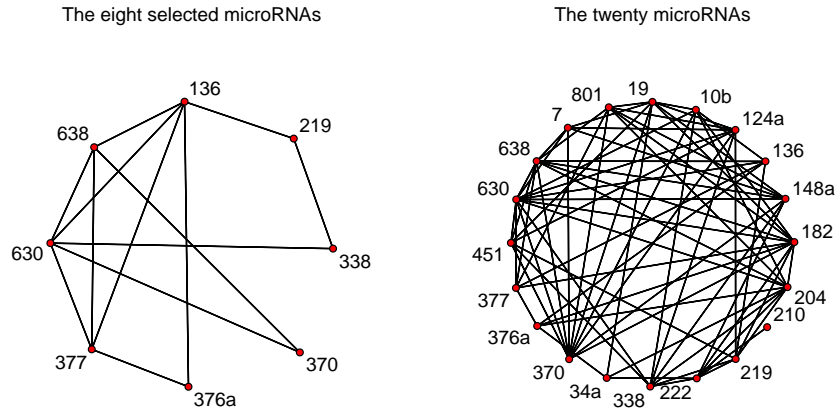 The eight selected microRNAs
136
219
638
630
338
377
370
376a
The twenty microRNAs
801
19
10b
7
124a
638
136
630
148a
451
182
377
204
210
376a
370
219
34a
338
222